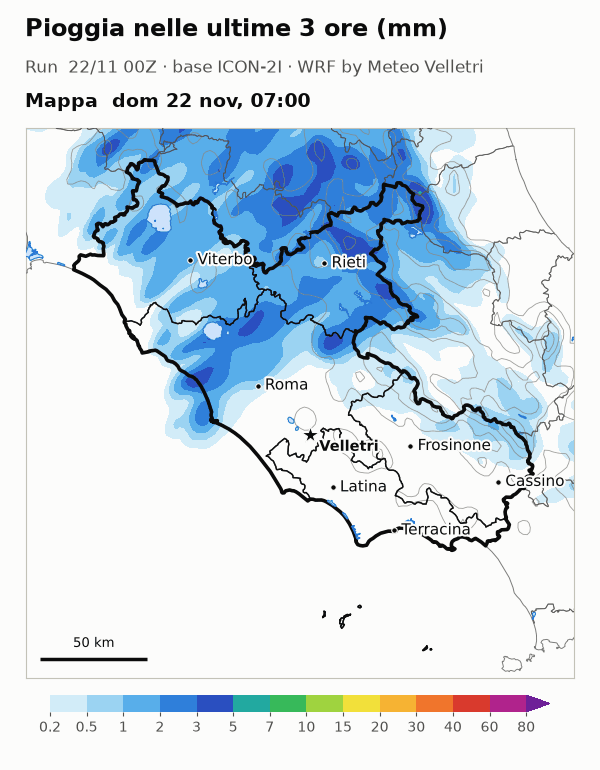 Pioggia nelle ultime 3 ore (mm)
Run  22/11 00Z · base ICON-2I · WRF by Meteo Velletri
Mappa  dom 22 nov, 07:00
Viterbo
Rieti
Roma
Velletri
Frosinone
Cassino
Latina
Terracina
50 km
0.2 0.5 1 2 3 5 7 10 15 20 30 40 60 80